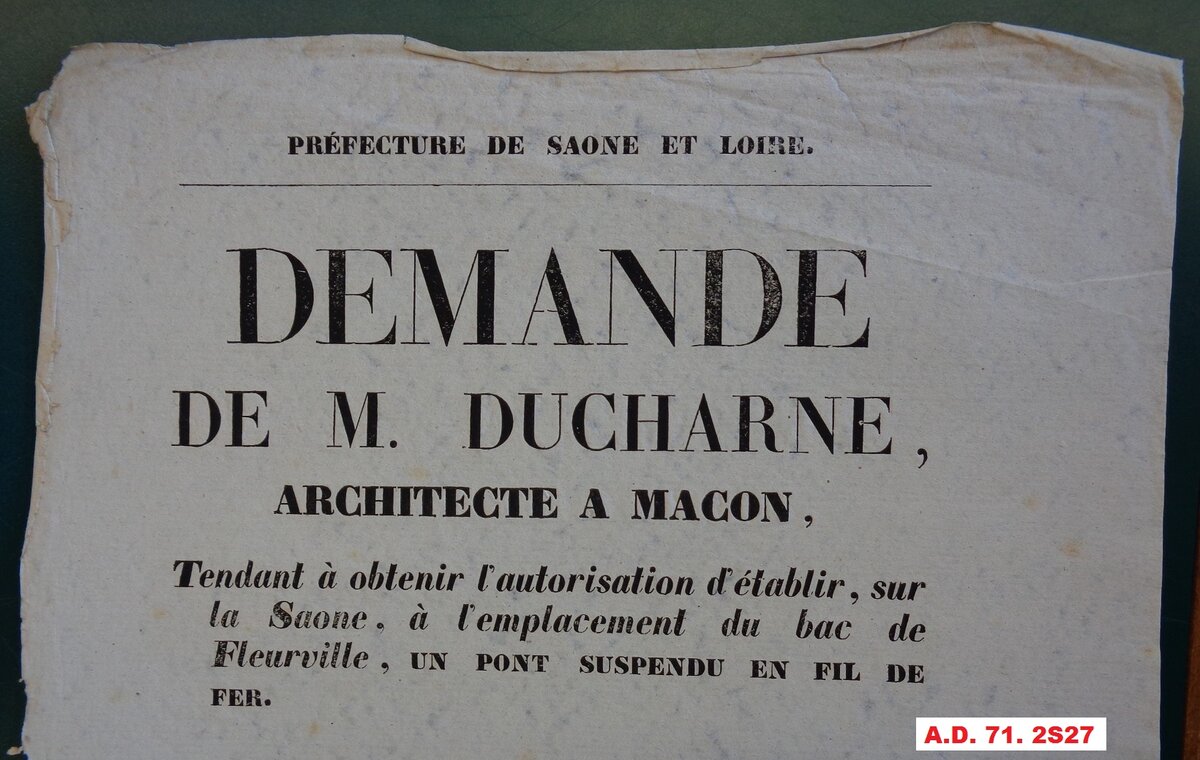 PRÉFECTURE DE SAONE ET LOIRE.
DEMANDE
DE M. DUCHARNE,
ARCHITECTE A MACON,
Tendant à obtenir l'autorisation d'établir, sur
la Saone, à l'emplacement du bac de
Fleurville, UN PONT SUSPENDU EN FIL DE
FER.
A.D. 71. 2S27